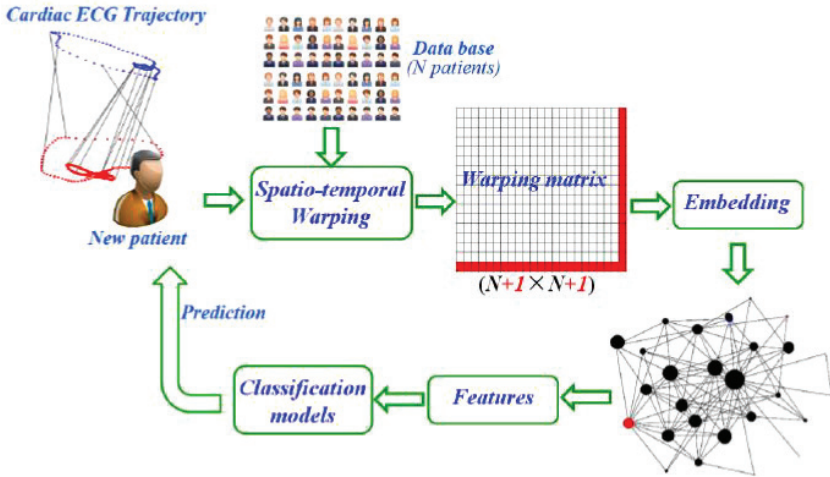 Cardiac ECG Trajectory
Data base
(N patients)
New patient
Spatio-temporal
Warping
Warping matrix
(N+1×N+1)
Embedding
Prediction
Classification
models
Features